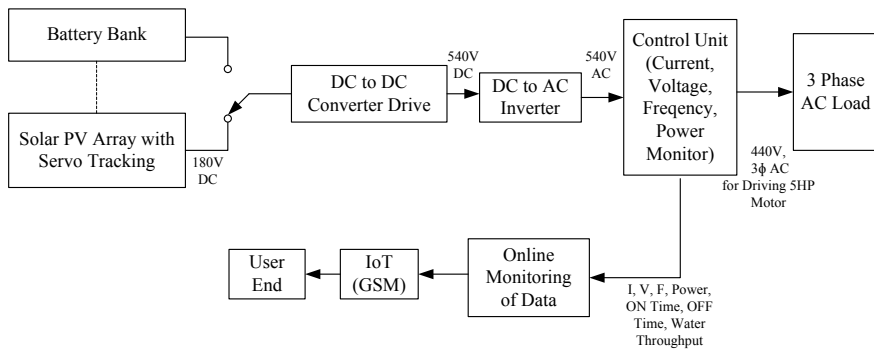 Battery Bank
Solar PV Array with
Servo Tracking
180V
DC
DC to DC
Converter Drive
540V
DC
DC to AC
Inverter
540V
AC
Control Unit
(Current,
Voltage,
Freqency,
Power
Monitor)
3 Phase
AC Load
440V,
3ϕ AC
for Driving 5HP
Motor
User
End
IoT
(GSM)
Online
Monitoring
of Data
I, V, F, Power,
ON Time, OFF
Time, Water
Throughput